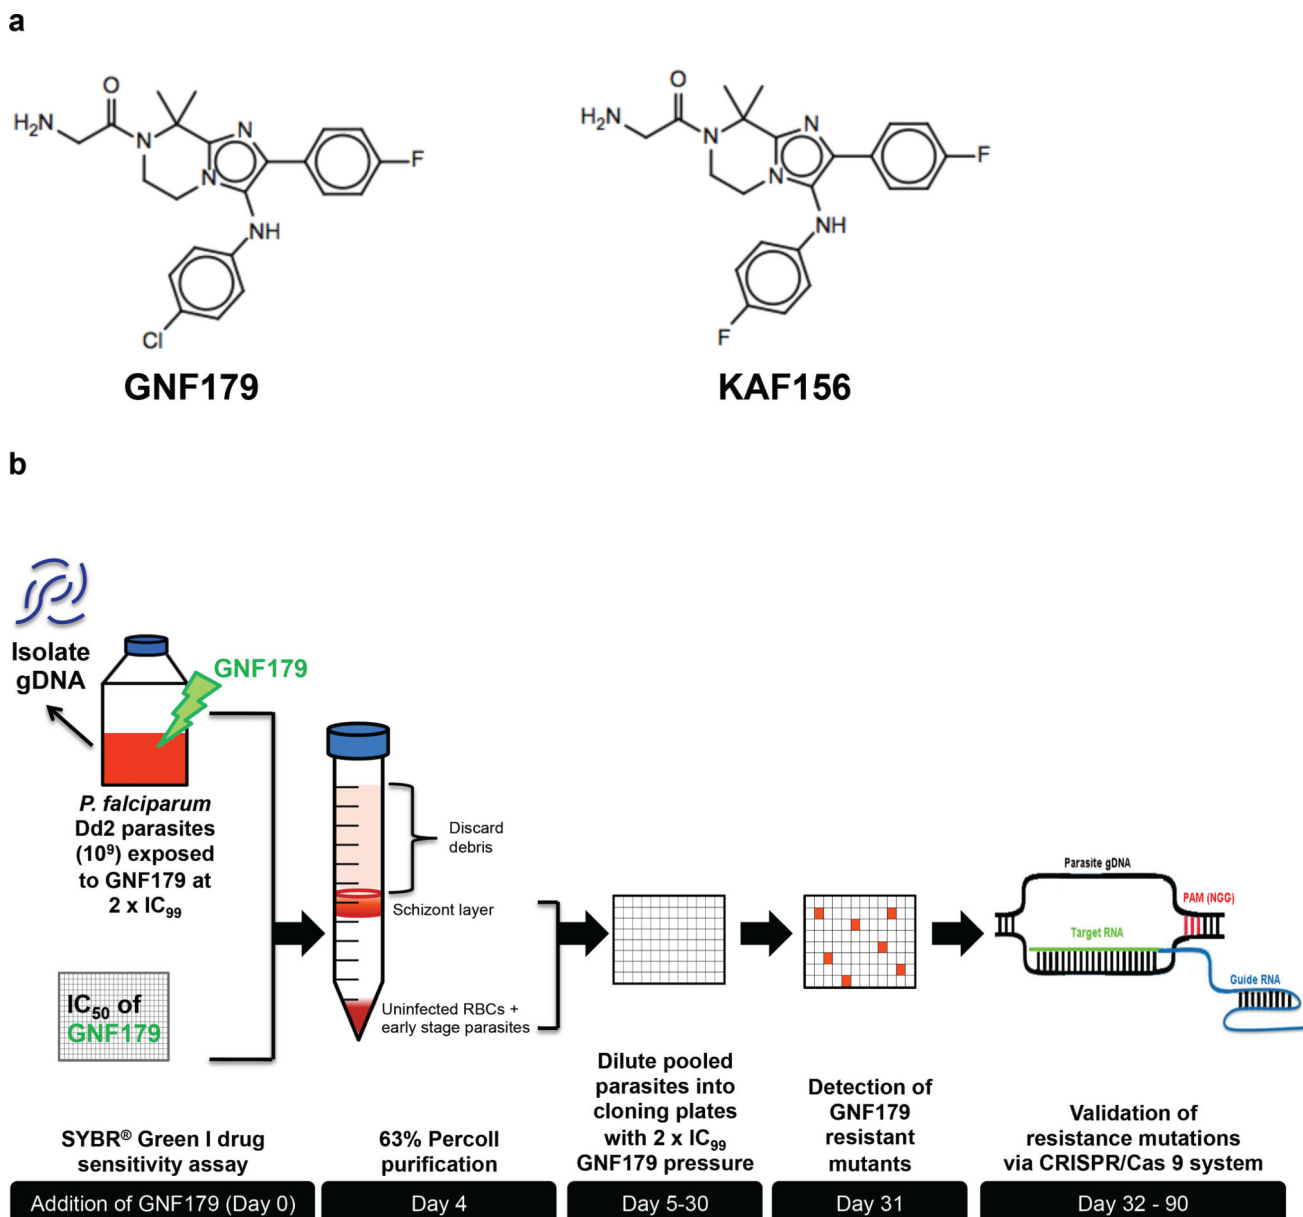 a
O
H₂N
N
N
N
F
NH
Cl
GNF179
O
H₂N
N
N
N
F
NH
F
KAF156
b
Isolate
gDNA
GNF179
P. falciparum
Dd2 parasites
(10⁹) exposed
to GNF179 at
2 x IC₉₉
IC₅₀ of
GNF179
SYBR® Green I drug
sensitivity assay
Addition of GNF179 (Day 0)
Discard
debris
Schizont layer
Uninfected RBCs +
early stage parasites
63% Percoll
purification
Day 4
Dilute pooled
parasites into
cloning plates
with 2 x IC₉₉
GNF179 pressure
Day 5-30
Detection of
GNF179
resistant
mutants
Day 31
Parasite gDNA
PAM (NGG)
Target RNA
Guide RNA
Validation of
resistance mutations
via CRISPR/Cas 9 system
Day 32 - 90